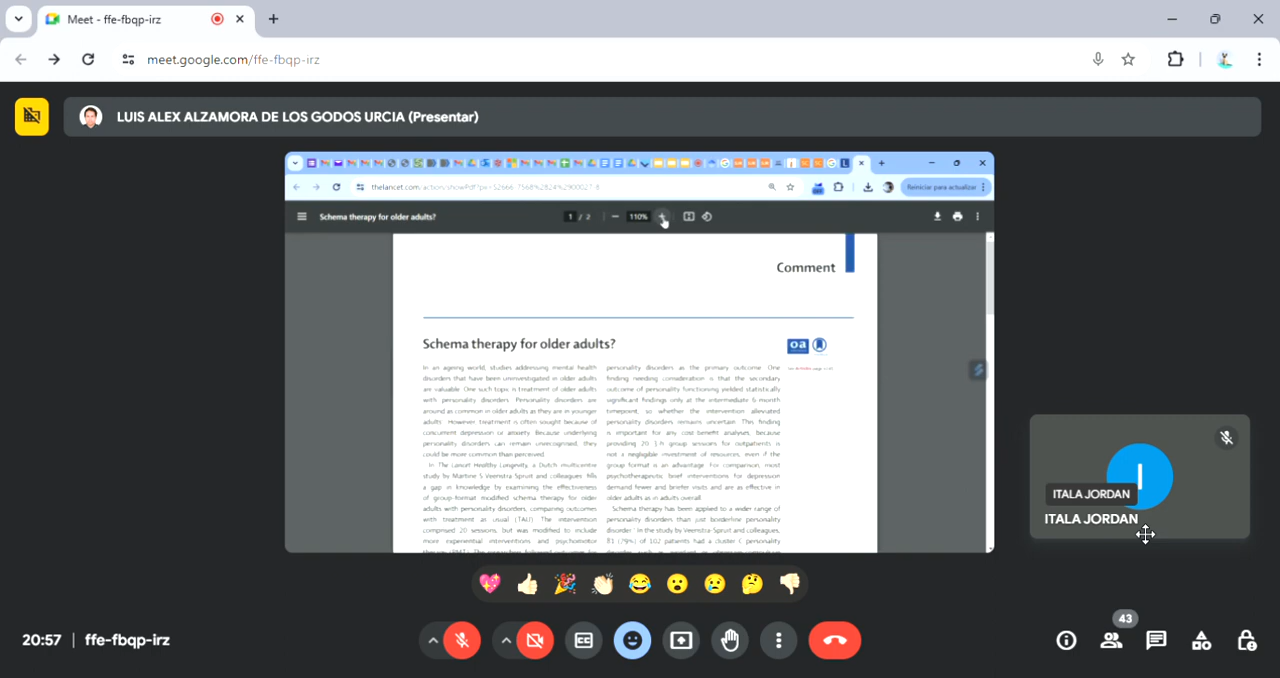 Meet - ffe-fbqp-irz
meet.google.com/ffe-fbqp-irz
LUIS ALEX ALZAMORA DE LOS GODOS URCIA (Presentar)
Reiniciar para actualizar
Schema therapy for older adults?
1 / 2
110%
Comment
Schema therapy for older adults?
oa
In an ageing world, studies addressing mental health
disorders that have been uninvestigated in older adults
are valuable. One such topic is treatment of older adults
with personality disorders. Personality disorders are
around as common in older adults as they are in younger
adults. However, treatment is often sought because of
concurrent depression or anxiety. Because underlying
personality disorders can remain unrecognised, they
could be more common than perceived.
In The Lancet Healthy Longevity, a Dutch multicentre
study by Martine S Veenstra-Spruit and colleagues fills
a gap in knowledge by examining the effectiveness
of group-format modified schema therapy for older
adults with personality disorders, comparing outcomes
with treatment as usual (TAU). The intervention
comprised 20 sessions, but was modified to include
more experiential interventions and psychomotor
personality disorders as the primary outcome. One
finding needing consideration is that the secondary
outcome of personality functioning yielded statistically
significant findings only at the intermediate 6-month
timepoint, so whether the intervention alleviated
personality disorders remains uncertain. This finding
is important for any cost-benefit analyses, because
providing 20 1 h group sessions for outpatients is
not a negligible investment of resources, even if the
group format is an advantage. For comparison, most
psychotherapeutic brief interventions for depression
demand fewer and briefer visits and are as effective in
older adults as in adults overall.
Schema therapy has been applied to a wider range of
personality disorders than just borderline personality
disorder. In the study by Veenstra-Spruit and colleagues,
81 (79%) of 102 patients had a cluster C personality
ITALA JORDAN
ITALA JORDAN
20:57 | ffe-fbqp-irz
43